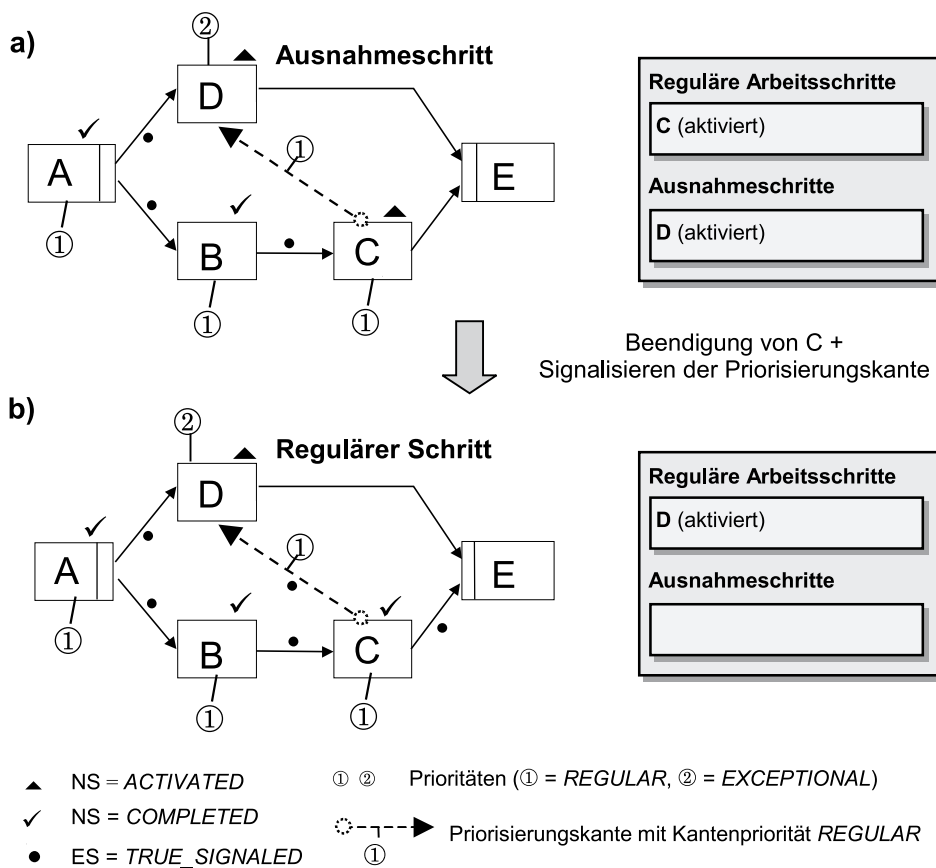 a)
②
Ausnahmeschritt
D
①
A
①
E
B
①
C
①
Reguläre Arbeitsschritte
C (aktiviert)
Ausnahmeschritte
D (aktiviert)
Beendigung von C +
Signalisieren der Priorisierungskante
b)
②
Regulärer Schritt
D
①
A
①
E
B
①
C
①
Reguläre Arbeitsschritte
D (aktiviert)
Ausnahmeschritte
NS = ACTIVATED
NS = COMPLETED
ES = TRUE_SIGNALED
① ② Prioritäten (① = REGULAR, ② = EXCEPTIONAL)
Priorisierungskante mit Kantenpriorität REGULAR
①